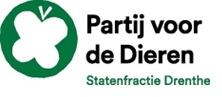 Partij voor
de Dieren
Statenfractie Drenthe